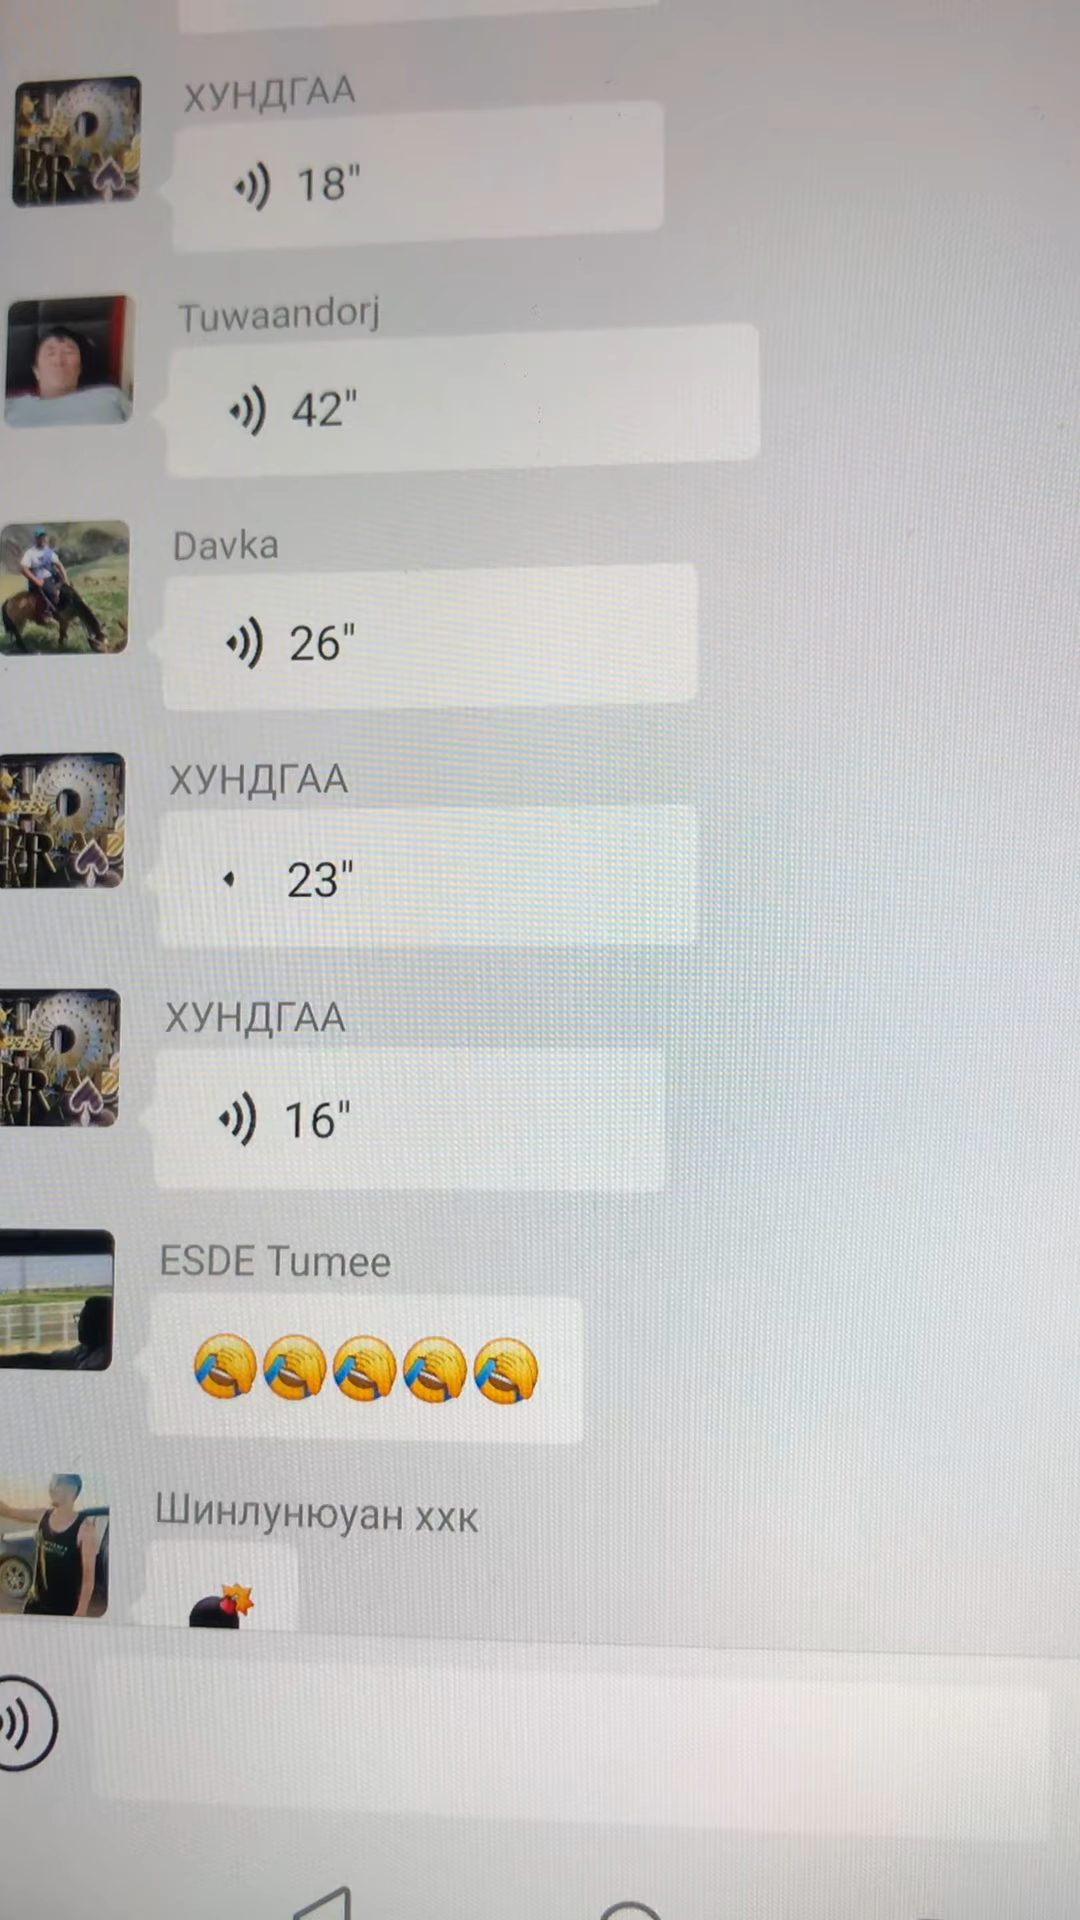 ХУНДГАА
18"
Tuwaandorj
42"
Davka
26"
ХУНДГАА
23"
ХУНДГАА
16"
ESDE Tumee
🤣🤣🤣🤣🤣
Шинлунюуан ххк
💣